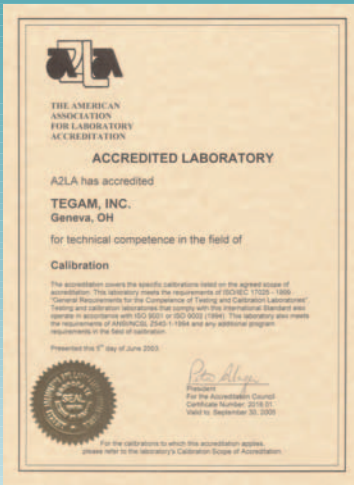 A2LA
THE AMERICAN
ASSOCIATION
FOR LABORATORY
ACCREDITATION
ACCREDITED LABORATORY
A2LA has accredited
TEGAM, INC.
Geneva, OH
for technical competence in the field of
Calibration
The accreditation covers the specific calibrations listed on the agreed scope of
accreditation. This laboratory meets the requirements of ISO/IEC 17025 - 1999
"General Requirements for the Competence of Testing and Calibration Laboratories"
Testing and calibration laboratories that comply with this International Standard also
operate in accordance with ISO 9001 or ISO 9002 (1994). This laboratory also meets
the requirements of ANSI/NCSL Z540-1-1994 and any additional program
requirements in the field of calibration.
Presented this 5th day of June 2003.
President
For the Accreditation Council
Certificate Number: 2018.01
Valid to: September 30, 2005
SEAL
For the calibrations to which this accreditation applies,
please refer to the laboratory's Calibration Scope of Accreditation.